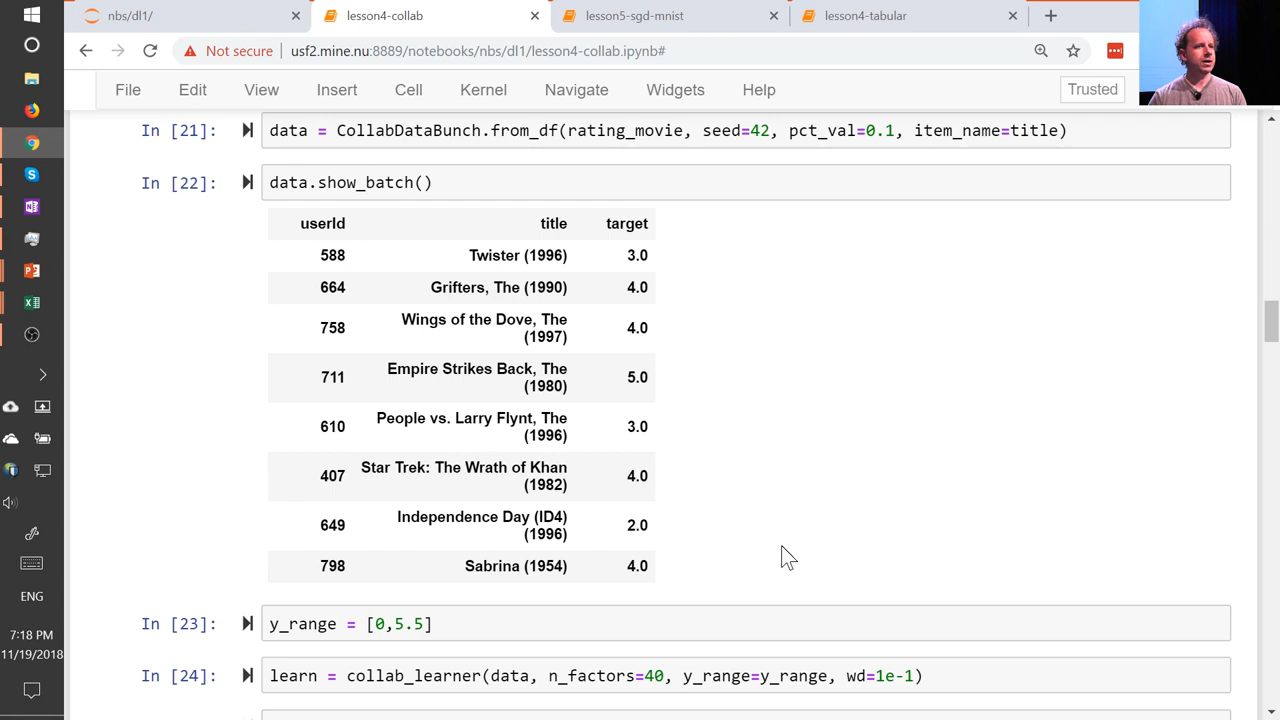 nbs/dl1/
lesson4-collab
lesson5-sgd-mnist
lesson4-tabular
Not secure
usf2.mine.nu:8889/notebooks/nbs/dl1/lesson4-collab.ipynb#
File Edit View Insert Cell Kernel Navigate Widgets Help
Trusted
In [21]: data = CollabDataBunch.from_df(rating_movie, seed=42, pct_val=0.1, item_name=title)
In [22]: data.show_batch()
userId title target
588 Twister (1996) 3.0
664 Grifters, The (1990) 4.0
758 Wings of the Dove, The 4.0
(1997)
711 Empire Strikes Back, The 5.0
(1980)
610 People vs. Larry Flynt, The 3.0
(1996)
407 Star Trek: The Wrath of Khan 4.0
(1982)
649 Independence Day (ID4) 2.0
(1996)
798 Sabrina (1954) 4.0
In [23]: y_range = [0,5.5]
In [24]: learn = collab_learner(data, n_factors=40, y_range=y_range, wd=1e-1)
ENG
7:18 PM
11/19/2018